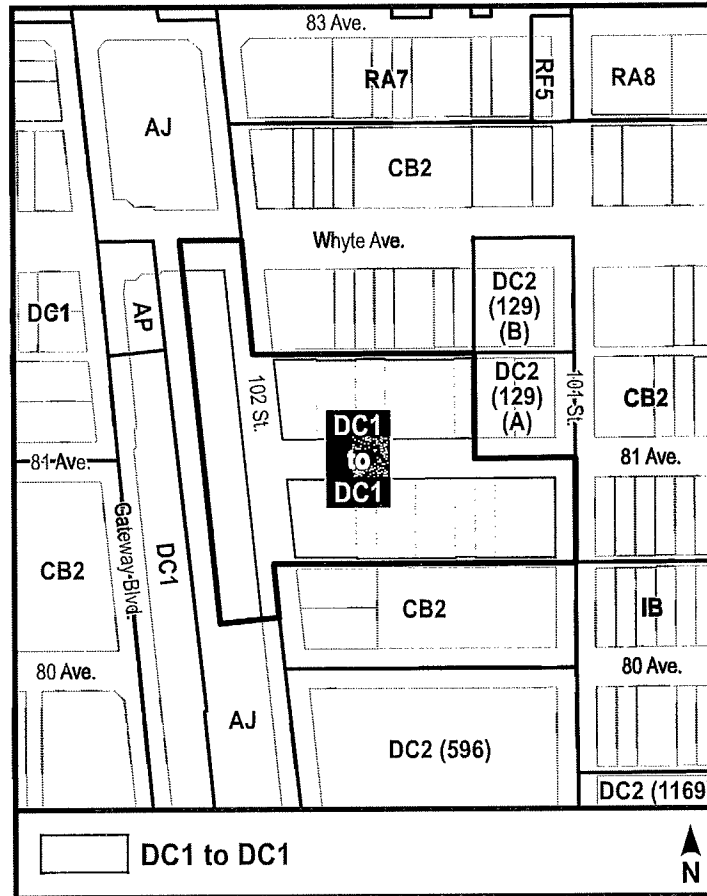 83 Ave.
RA7
RF5
RA8
AJ
CB2
Whyte Ave.
DC1
AP
DC2
(129)
(B)
102 St.
DC2
(129)
(A)
101 St.
CB2
DC1
to
DC1
81 Ave.
81 Ave.
Gateway Blvd.
DC1
CB2
CB2
IB
80 Ave.
80 Ave.
AJ
DC2 (596)
DC2 (1169
DC1 to DC1
N